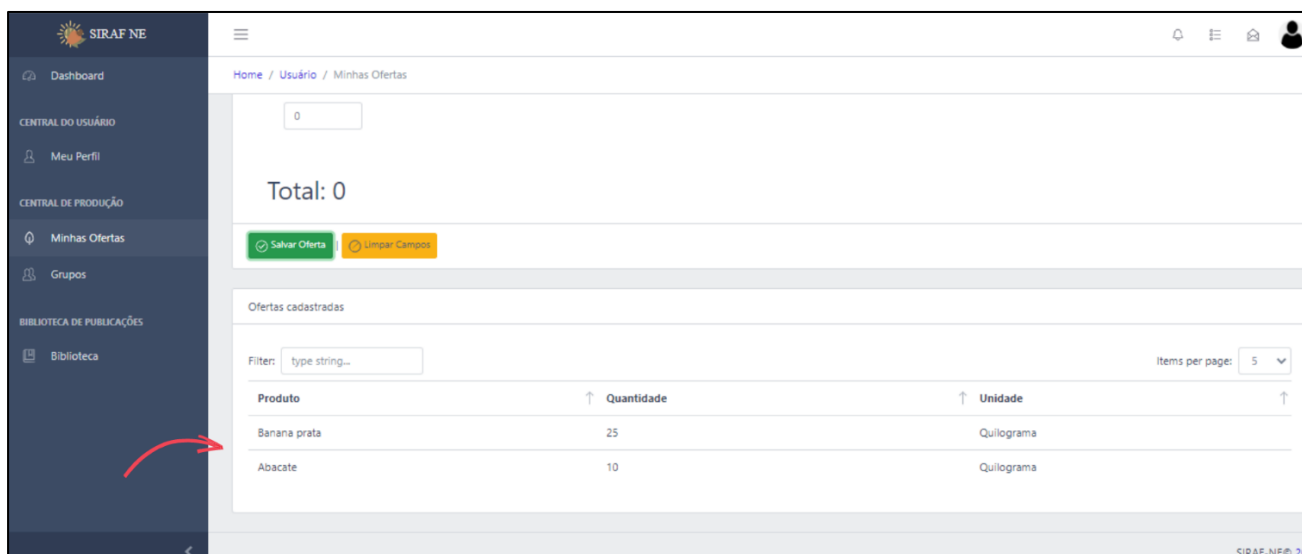 SIRAF NE
Dashboard
CENTRAL DO USUÁRIO
Meu Perfil
CENTRAL DE PRODUÇÃO
Minhas Ofertas
Grupos
BIBLIOTECA DE PUBLICAÇÕES
Biblioteca
Home / Usuário / Minhas Ofertas
0
Total: 0
Salvar Oferta | Limpar Campos
Ofertas cadastradas
Filter: type string... Items per page: 5
Produto Quantidade Unidade
Banana prata 25 Quilograma
Abacate 10 Quilograma
SIRAF-NE©